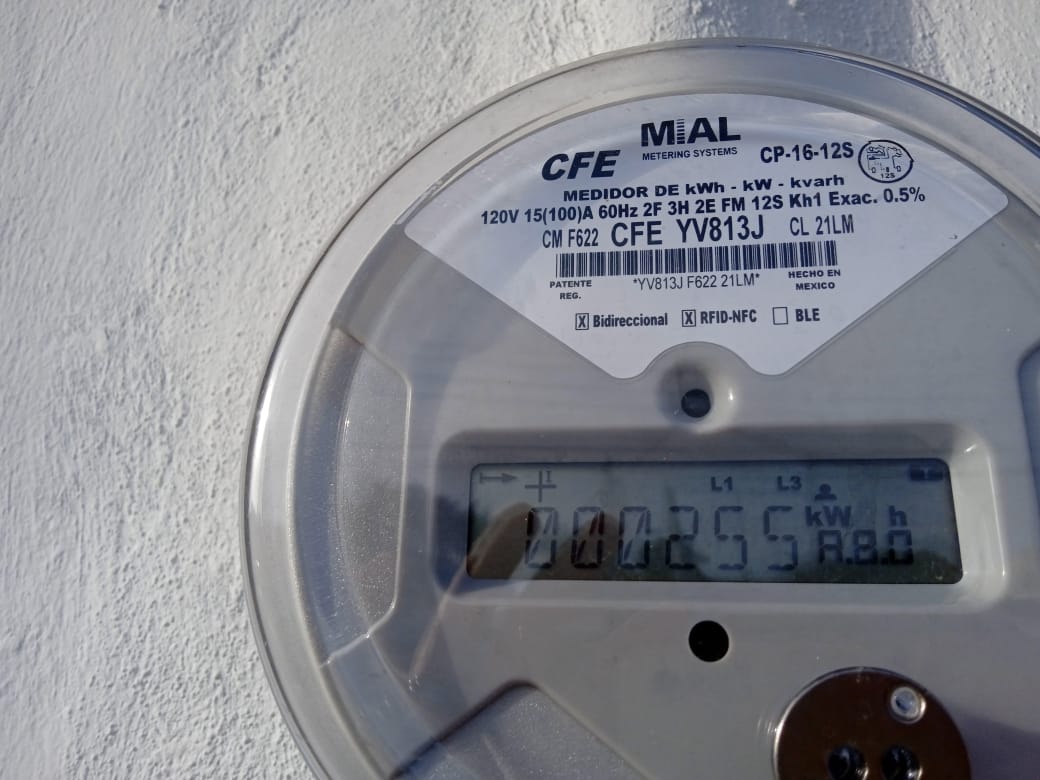 MIAL
METERING SYSTEMS
CFE
CP-16-12S
MEDIDOR DE kWh - kW - kvarh
120V 15(100)A 60Hz 2F 3H 2E FM 12S Kh1 Exac. 0.5%
CM F622 CFE YV813J CL 21LM
PATENTE REG.
*YV813J F622 21LM*
HECHO EN MEXICO
X Bidireccional X RFID-NFC BLE
L1 L3
000255 kW h
A.B.0